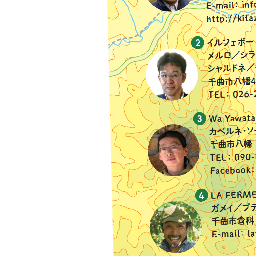 E-mail: inf
http://kita
2 イルフェボー
メルロ／シラ
シャルドネ／
千曲市八幡4
TEL: 026-2
3 Wa Yawata
カベルネ・ソ
千曲市八幡
TEL: 090-
Facebook:
4 LA FERME
ガメイ／プテ
千曲市倉科
E-mail: la